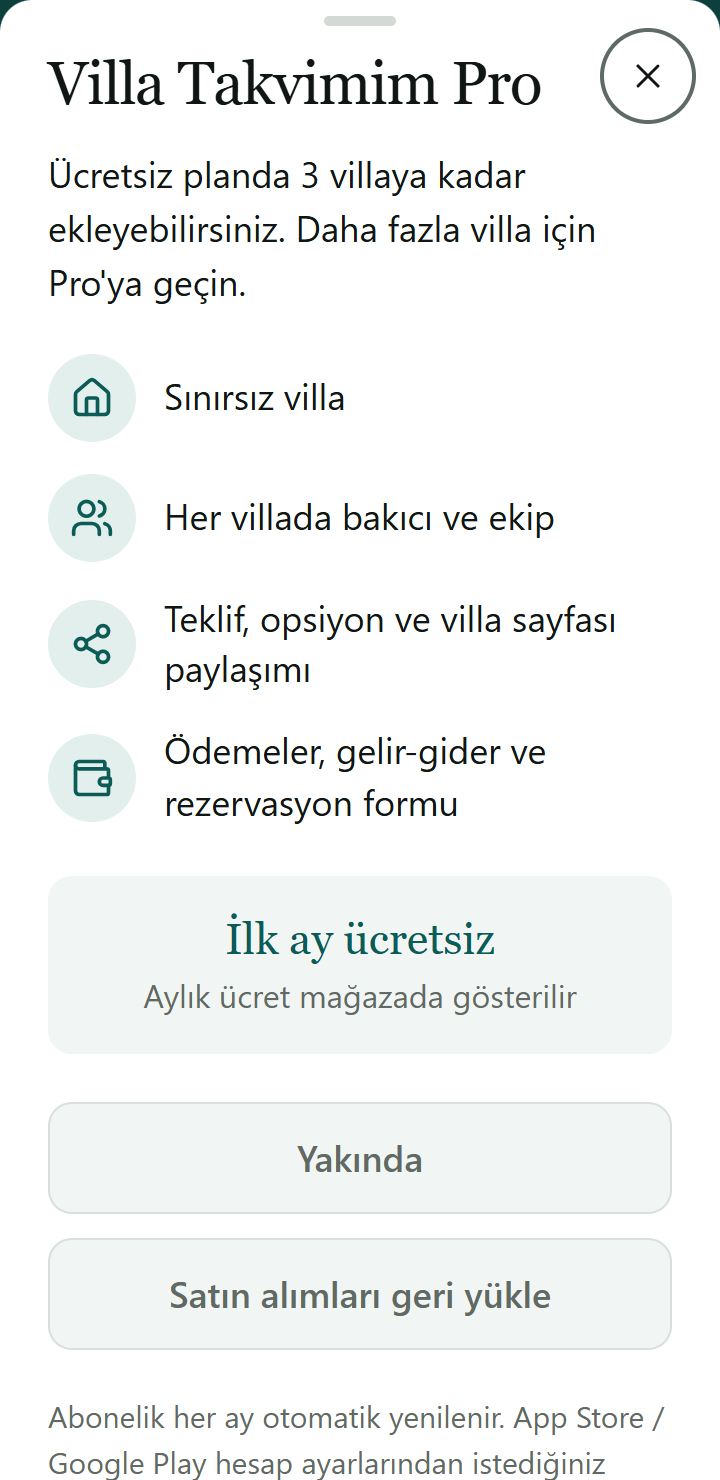 Villa Takvimim Pro
Ücretsiz planda 3 villaya kadar
ekleyebilirsiniz. Daha fazla villa için
Pro'ya geçin.
Sınırsız villa
Her villada bakıcı ve ekip
Teklif, opsiyon ve villa sayfası
paylaşımı
Ödemeler, gelir-gider ve
rezervasyon formu
İlk ay ücretsiz
Aylık ücret mağazada gösterilir
Yakında
Satın alımları geri yükle
Abonelik her ay otomatik yenilenir. App Store /
Google Play hesap ayarlarından istediğiniz